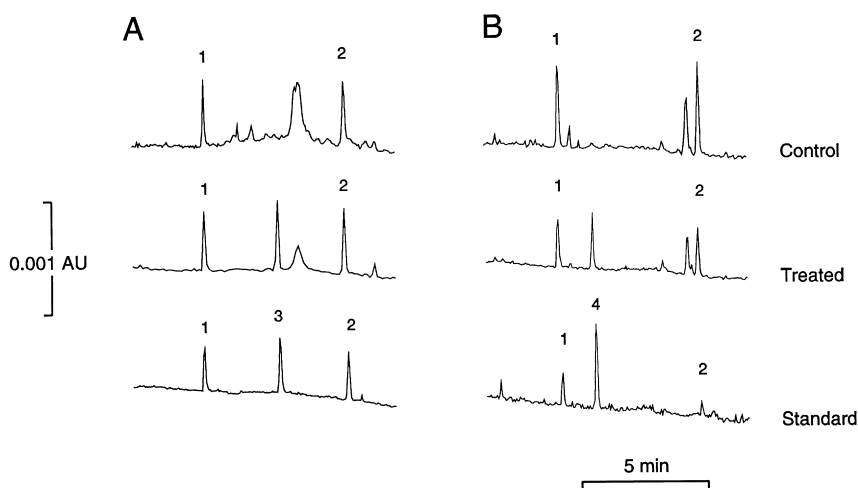 A
B
1 2
1 2
Control
1 2
1 2
0.001 AU
Treated
1 3 2
4
1 2
Standard
5 min